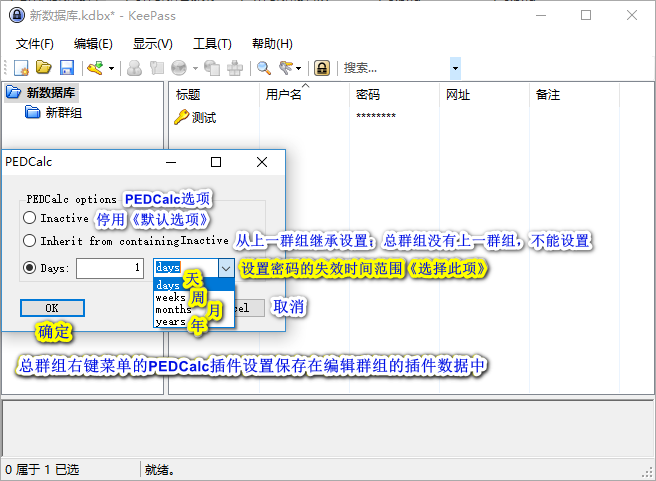 新数据库.kdbx* - KeePass
文件(F) 编辑(E) 显示(V) 工具(T) 帮助(H)
搜索...
新数据库
新群组
标题 用户名 密码 网址 备注
测试 ********
PEDCalc
PEDCalc options PEDCalc选项
Inactive 停用《默认选项》
Inherit from containing Inactive 从上一群组继承设置；总群组没有上一群组，不能设置
Days: 1 days 设置密码的失效时间范围《选择此项》
days 天
weeks 周
months 月
years 年
OK cel 取消
确定
总群组右键菜单的PEDCalc插件设置保存在编辑群组的插件数据中
0 属于 1 已选 就绪。